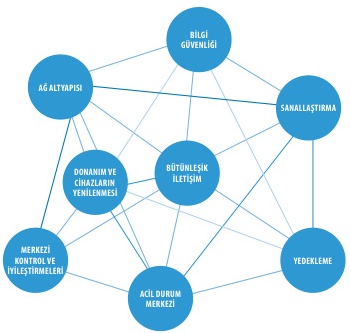 BİLGİ
GÜVENLİĞİ
AĞ ALTYAPISI
SANALLAŞTIRMA
DONANIM VE
CİHAZLARIN
YENİLENMESİ
BÜTÜNLEŞİK
İLETİŞİM
MERKEZİ
KONTROL VE
İYİLEŞTİRMELERİ
YEDEKLEME
ACİL DURUM
MERKEZİ